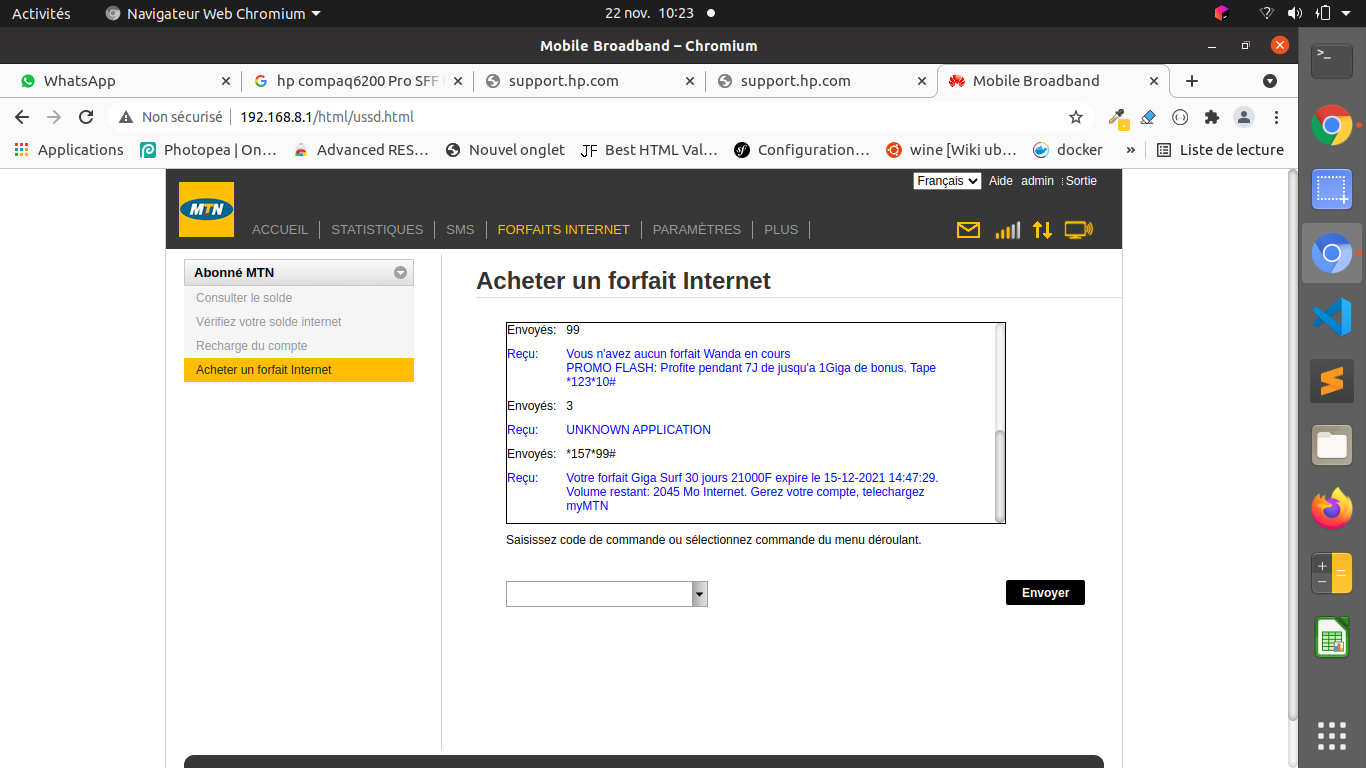 Activités
Navigateur Web Chromium
22 nov. 10:23
Mobile Broadband – Chromium
WhatsApp
hp compaq6200 Pro SFF
support.hp.com
support.hp.com
Mobile Broadband
Non sécurisé
192.168.8.1/html/ussd.html
Applications
Photopea | On…
Advanced RES…
Nouvel onglet
JF Best HTML Val…
sf Configuration…
wine [Wiki ub…
docker
»
Liste de lecture
Français Aide admin Sortie
MTN
ACCUEIL
STATISTIQUES
SMS
FORFAITS INTERNET
PARAMÈTRES
PLUS
Abonné MTN
Consulter le solde
Vérifiez votre solde internet
Recharge du compte
Acheter un forfait Internet
Acheter un forfait Internet
Envoyés: 99
Reçu: Vous n'avez aucun forfait Wanda en cours
PROMO FLASH: Profite pendant 7J de jusqu'a 1Giga de bonus. Tape
*123*10#
Envoyés: 3
Reçu: UNKNOWN APPLICATION
Envoyés: *157*99#
Reçu: Votre forfait Giga Surf 30 jours 21000F expire le 15-12-2021 14:47:29.
Volume restant: 2045 Mo Internet. Gerez votre compte, telechargez
myMTN
Saisissez code de commande ou sélectionnez commande du menu déroulant.
Envoyer